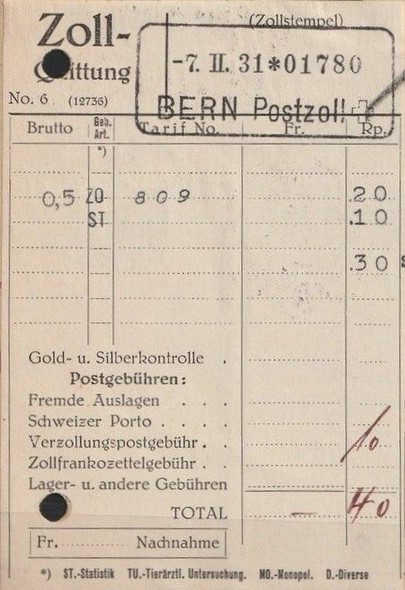 Zoll-
Quittung
(Zollstempel)
-7. II. 31*01780
BERN Postzoll
No. 6. (12736)
Brutto Geb. Art. Tarif No. Fr. Rp.
*)
0,5 ZO 809 20
ST .10
.30
Gold- u. Silberkontrolle .
Postgebühren:
Fremde Auslagen . . .
Schweizer Porto . . . .
Verzollungspostgebühr . . 10
Zollfrankozettelgebühr . . .
Lager- u. andere Gebühren
TOTAL — 40
Fr. Nachnahme
*) ST.-Statistik TU.-Tierärztl. Untersuchung. MO.-Monopol. D.-Diverse